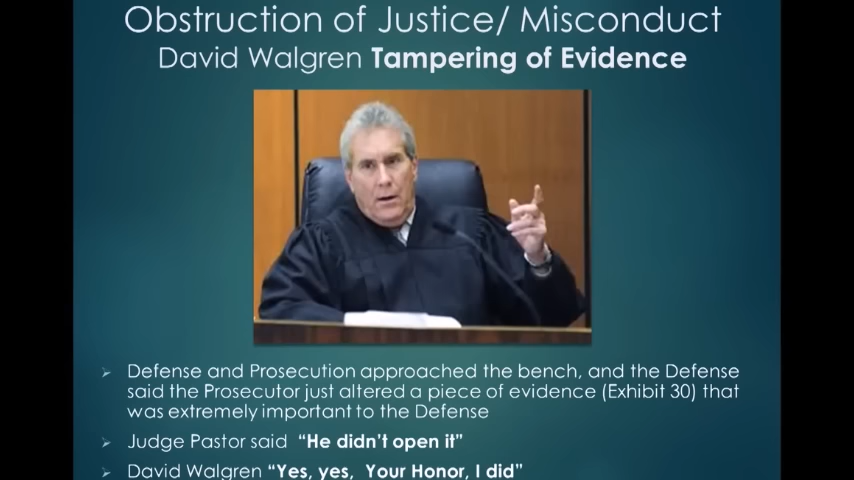 Obstruction of Justice/ Misconduct
David Walgren Tampering of Evidence
Defense and Prosecution approached the bench, and the Defense
said the Prosecutor just altered a piece of evidence (Exhibit 30) that
was extremely important to the Defense
Judge Pastor said “He didn’t open it”
David Walgren “Yes, yes, Your Honor, I did”